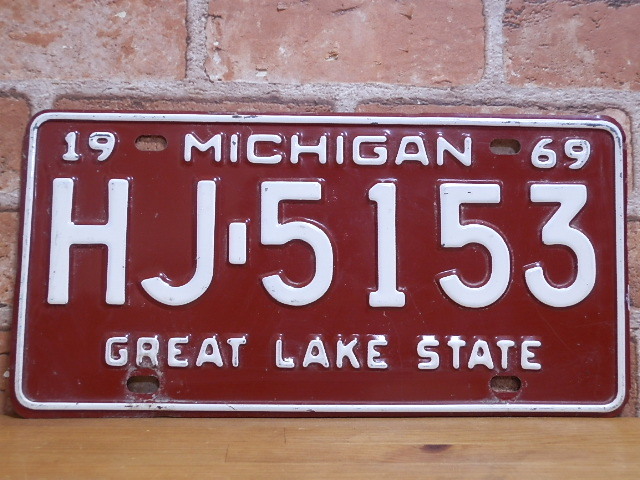 19 MICHIGAN 69
HJ-5153
GREAT LAKE STATE